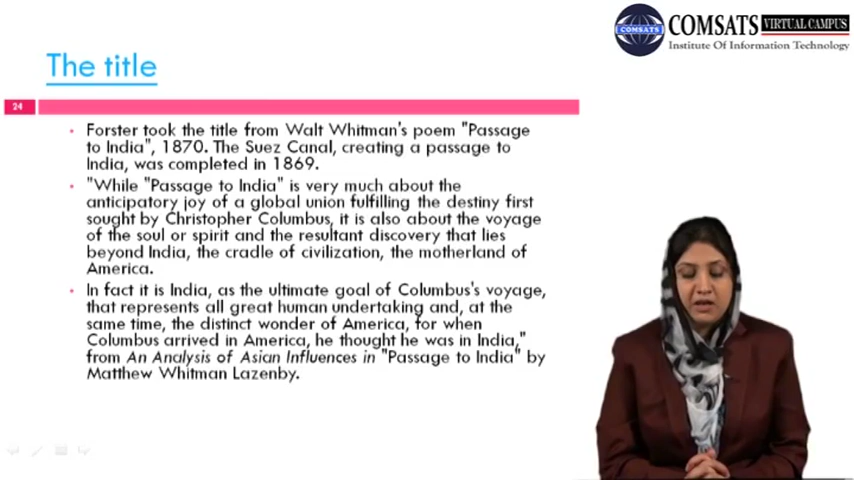 COMSATS VIRTUAL CAMPUS
COMSATS
Institute Of Information Technology
The title
24
• Forster took the title from Walt Whitman's poem "Passage
to India", 1870. The Suez Canal, creating a passage to
India, was completed in 1869.
• "While "Passage to India" is very much about the
anticipatory joy of a global union fulfilling the destiny first
sought by Christopher Columbus, it is also about the voyage
of the soul or spirit and the resultant discovery that lies
beyond India, the cradle of civilization, the motherland of
America.
• In fact it is India, as the ultimate goal of Columbus's voyage,
that represents all great human undertaking and, at the
same time, the distinct wonder of America, for when
Columbus arrived in America, he thought he was in India,"
from An Analysis of Asian Influences in "Passage to India" by
Matthew Whitman Lazenby.